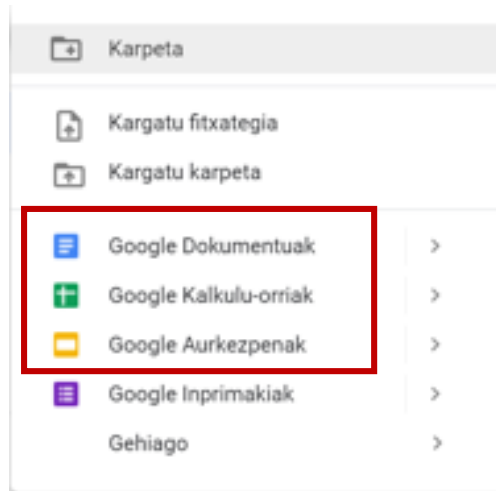 Karpeta
Kargatu fitxategia
Kargatu karpeta
Google Dokumentuak
Google Kalkulu-orriak
Google Aurkezpenak
Google Inprimakiak
Gehiago